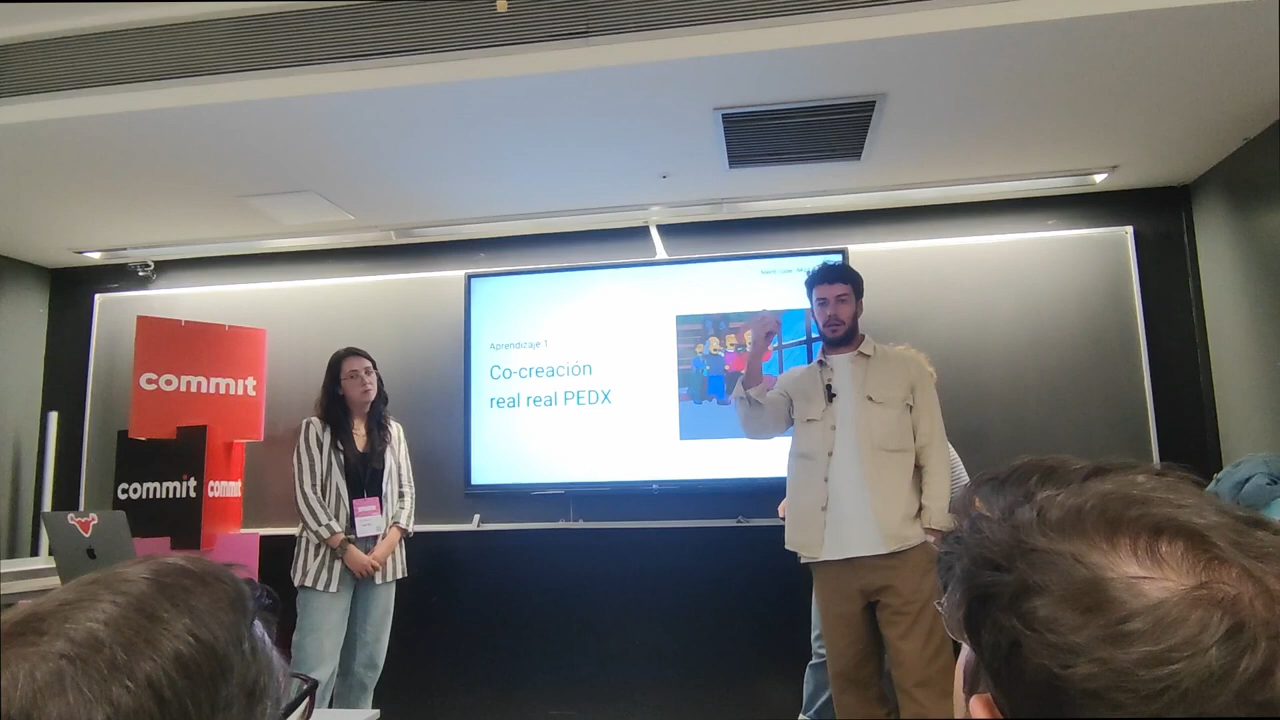 commit
commit
commit
Aprendizaje 1
Co-creación
real real PEDX